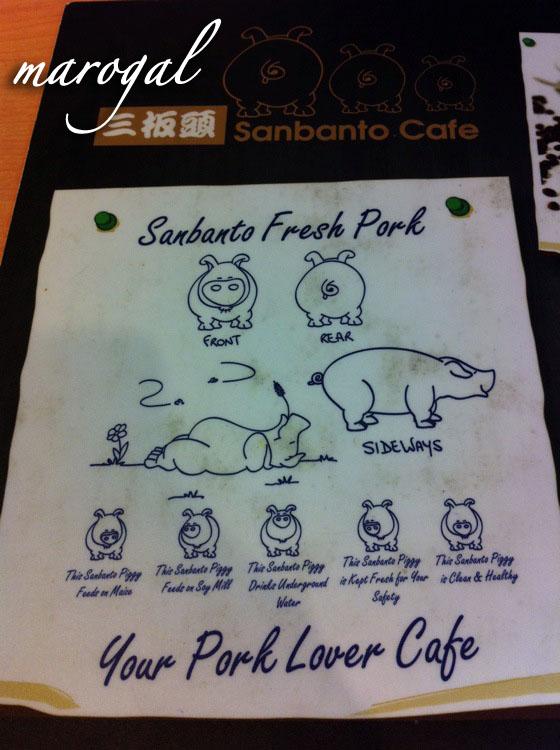 marogal
三板頭 Sanbanto Cafe
Sanbanto Fresh Pork
FRONT
REAR
SIDEWAYS
This Sanbanto Piggy
Feeds on Maise
This Sanbanto Piggy
Feeds on Soy Mill
This Sanbanto Piggy
Drinks Underground
Water
This Sanbanto Piggy
is Kept Fresh for Your
Safety
This Sanbanto Piggy
is Clean & Healthy
Your Pork Lover Cafe